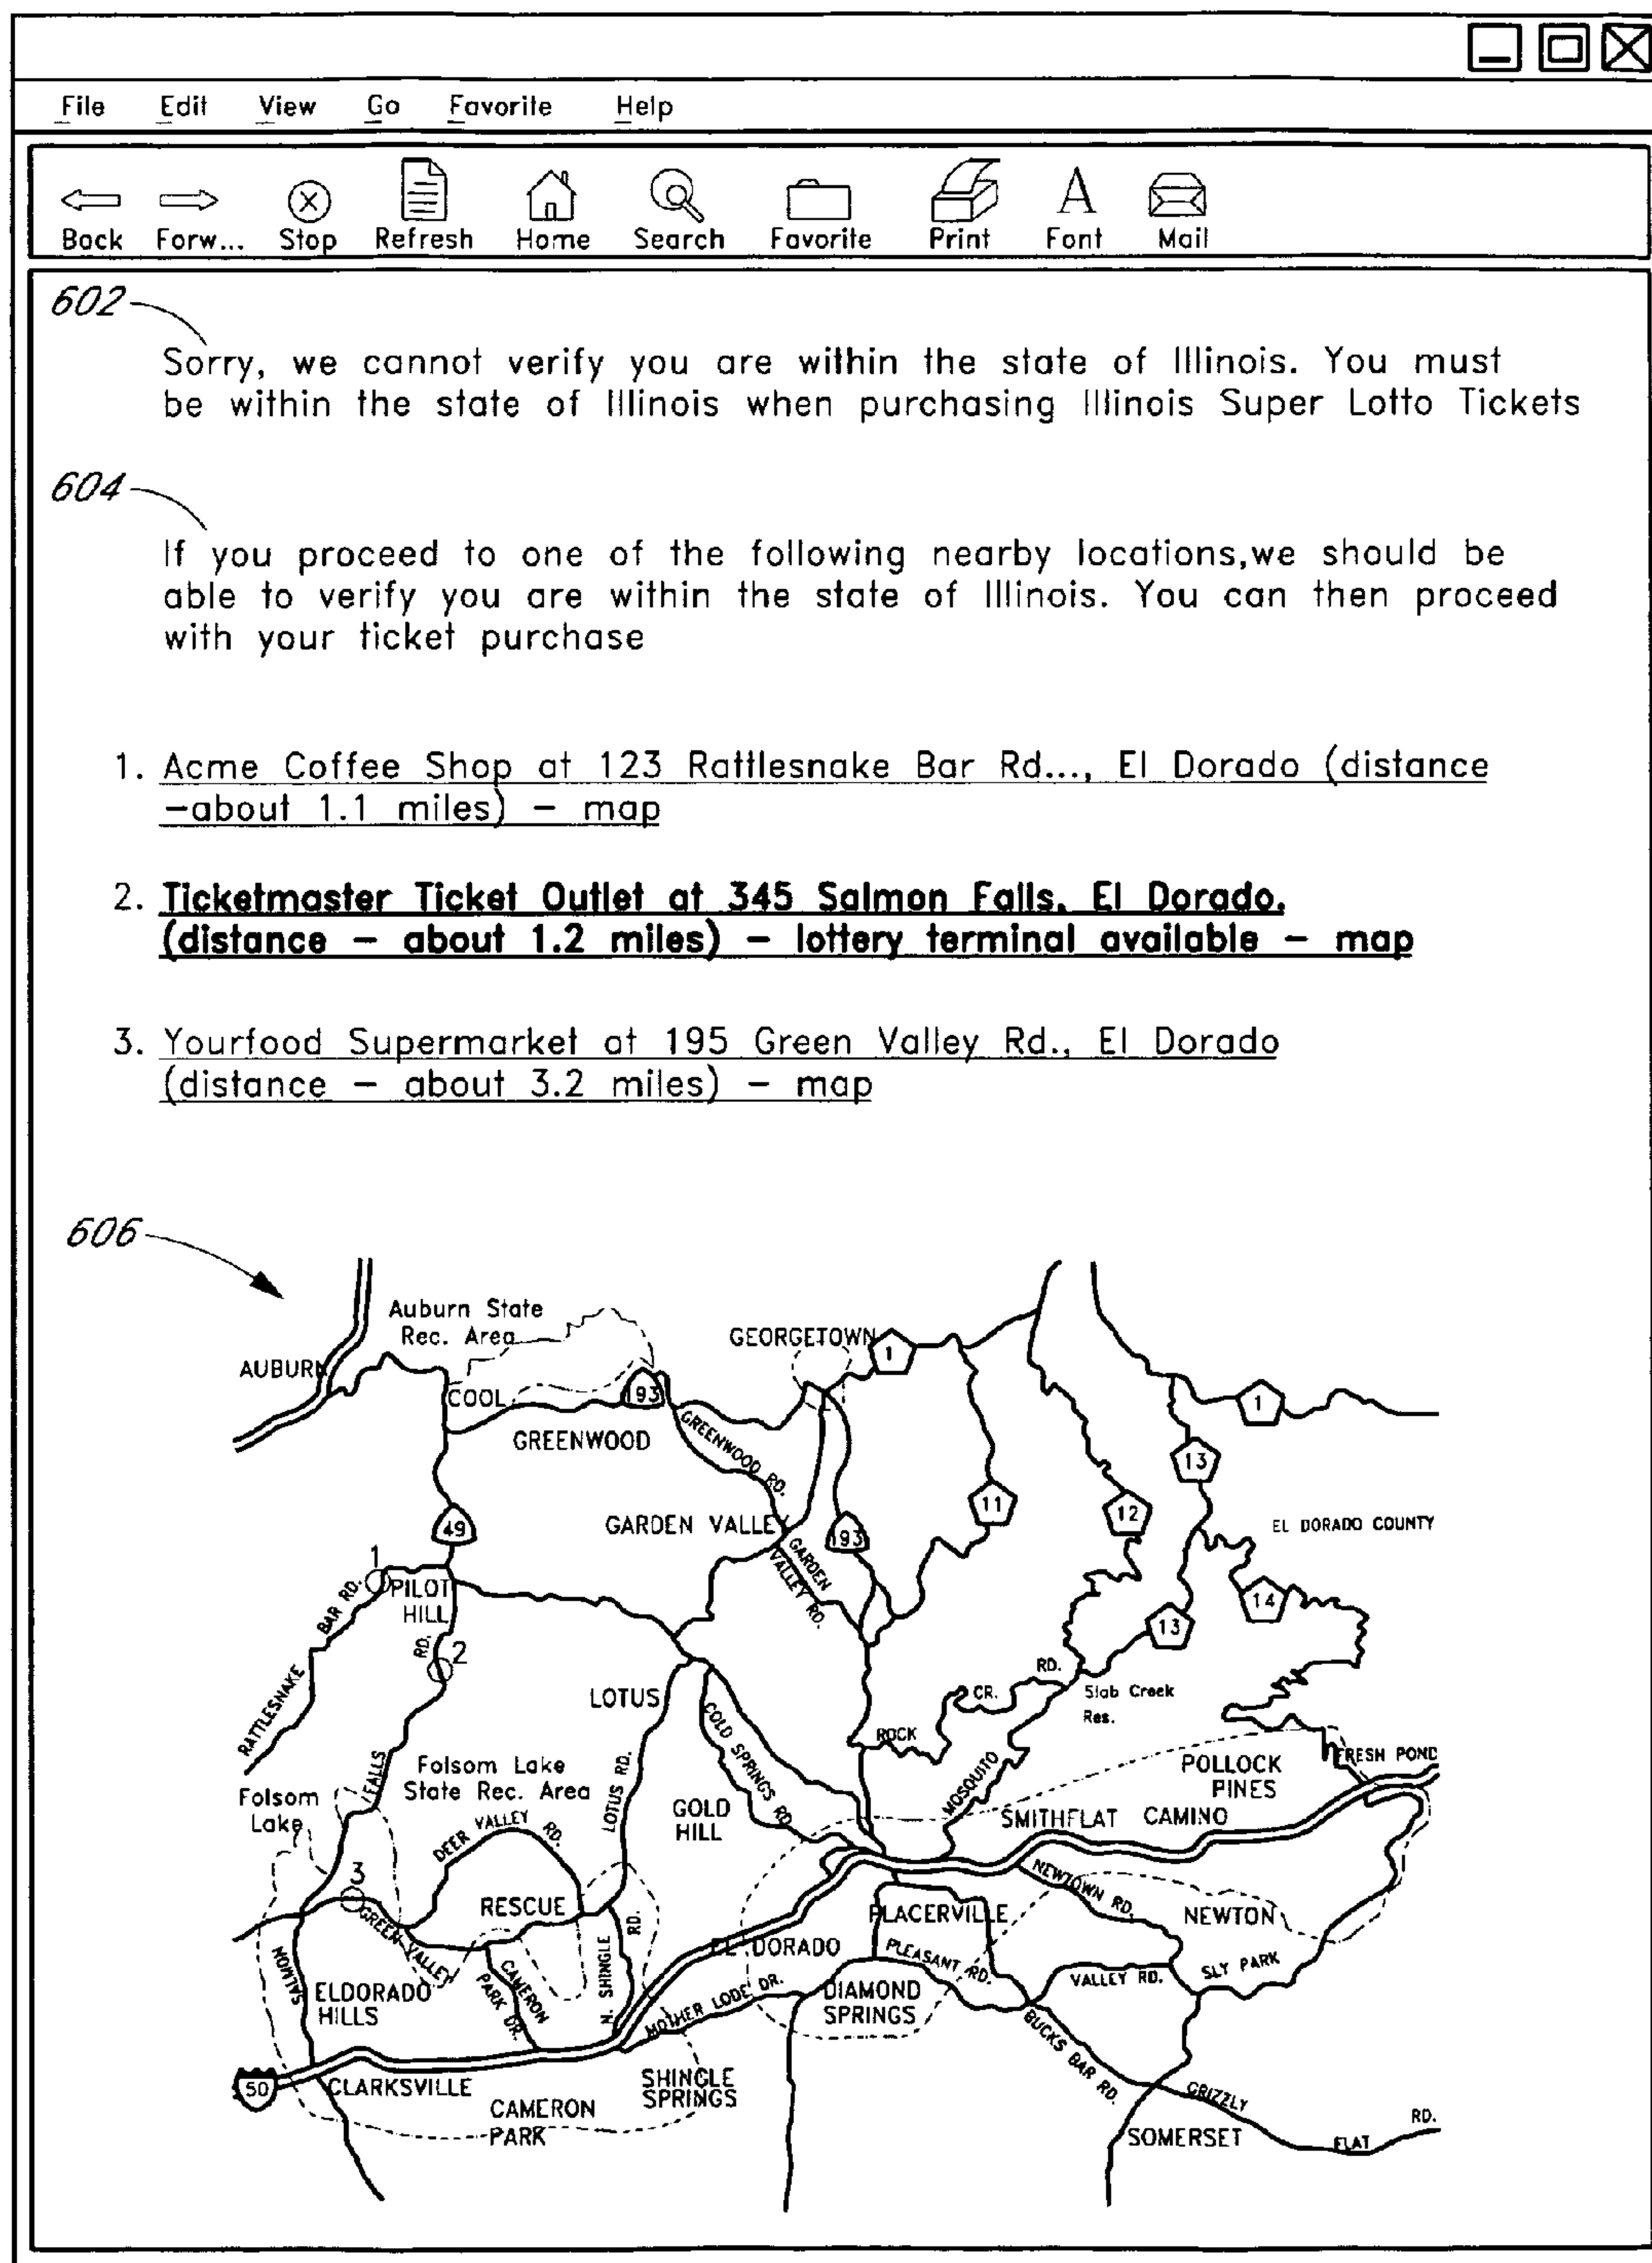 File Edit View Go Favorite Help
Back Forw... Stop Refresh Home Search Favorite Print Font Mail
602
Sorry, we cannot verify you are within the state of Illinois. You must
be within the state of Illinois when purchasing Illinois Super Lotto Tickets
604
If you proceed to one of the following nearby locations,we should be
able to verify you are within the state of Illinois. You can then proceed
with your ticket purchase
1. Acme Coffee Shop at 123 Rattlesnake Bar Rd..., El Dorado (distance
-about 1.1 miles) - map
2. Ticketmaster Ticket Outlet at 345 Salmon Falls, El Dorado.
(distance - about 1.2 miles) - lottery terminal available - map
3. Yourfood Supermarket at 195 Green Valley Rd., El Dorado
(distance - about 3.2 miles) - map
606
Auburn State
Rec. Area
GEORGETOWN
1
AUBURN
COOL
193
1
GREENWOOD
GREENWOOD RD.
13
11
12
49
GARDEN VALLEY
193
EL DORADO COUNTY
GARDEN
VALLEY RD.
1
PILOT
HILL
BAR RD.
14
13
RD.
2
RATTLESNAKE
LOTUS
RD.
CR.
Slab Creek
Res.
COLD SPRINGS RD.
ROCK
FALLS
Folsom Lake
State Rec. Area
LOTUS RD.
MOSQUITO
POLLOCK
PINES
FRESH POND
Folsom
Lake
GOLD
HILL
SMITHFLAT
CAMINO
DEER VALLEY RD.
3
RESCUE
NEWTOWN RD.
GREEN VALLEY
RD.
PLACERVILLE
NEWTON
EL DORADO
PLEASANT RD.
SALMON
CAMERON
PARK DR.
N. SHINGLE
VALLEY RD.
SLY PARK
ELDORADO
HILLS
MOTHER LODE DR.
DIAMOND
SPRINGS
BUCKS BAR RD.
50
CLARKSVILLE
SHINGLE
SPRINGS
CAMERON
PARK
GRIZZLY
SOMERSET
FLAT
RD.